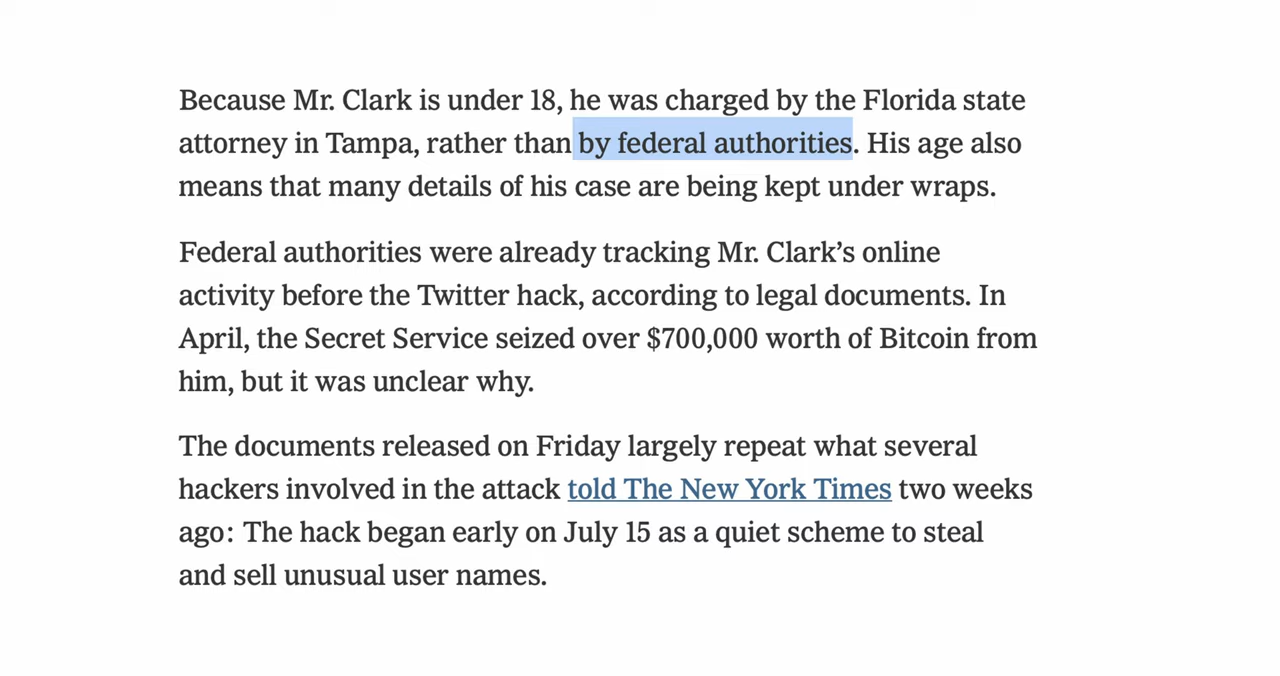 Because Mr. Clark is under 18, he was charged by the Florida state
attorney in Tampa, rather than by federal authorities. His age also
means that many details of his case are being kept under wraps.
Federal authorities were already tracking Mr. Clark’s online
activity before the Twitter hack, according to legal documents. In
April, the Secret Service seized over $700,000 worth of Bitcoin from
him, but it was unclear why.
The documents released on Friday largely repeat what several
hackers involved in the attack told The New York Times two weeks
ago: The hack began early on July 15 as a quiet scheme to steal
and sell unusual user names.